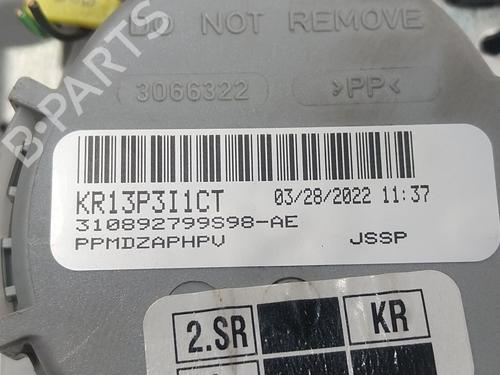 DO NOT REMOVE
3066322
>PP<
KR13P3I1CT 03/28/2022 11:37
310892799S98-AE
PPMDZAPHPV JSSP
2.SR KR
B-PARTS